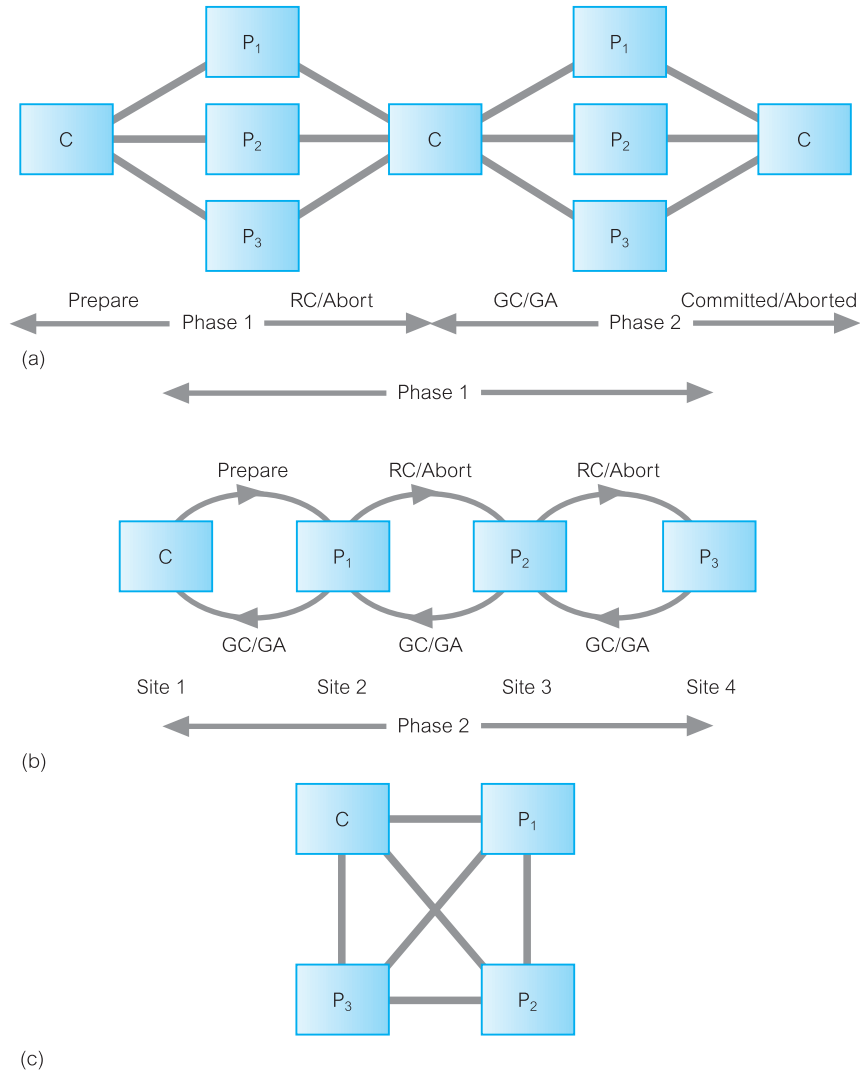 P₁ P₁
C P₂ C P₂ C
P₃ P₃
Prepare RC/Abort GC/GA Committed/Aborted
Phase 1 Phase 2
(a)
Phase 1
Prepare RC/Abort RC/Abort
C P₁ P₂ P₃
GC/GA GC/GA GC/GA
Site 1 Site 2 Site 3 Site 4
Phase 2
(b)
C P₁
P₃ P₂
(c)